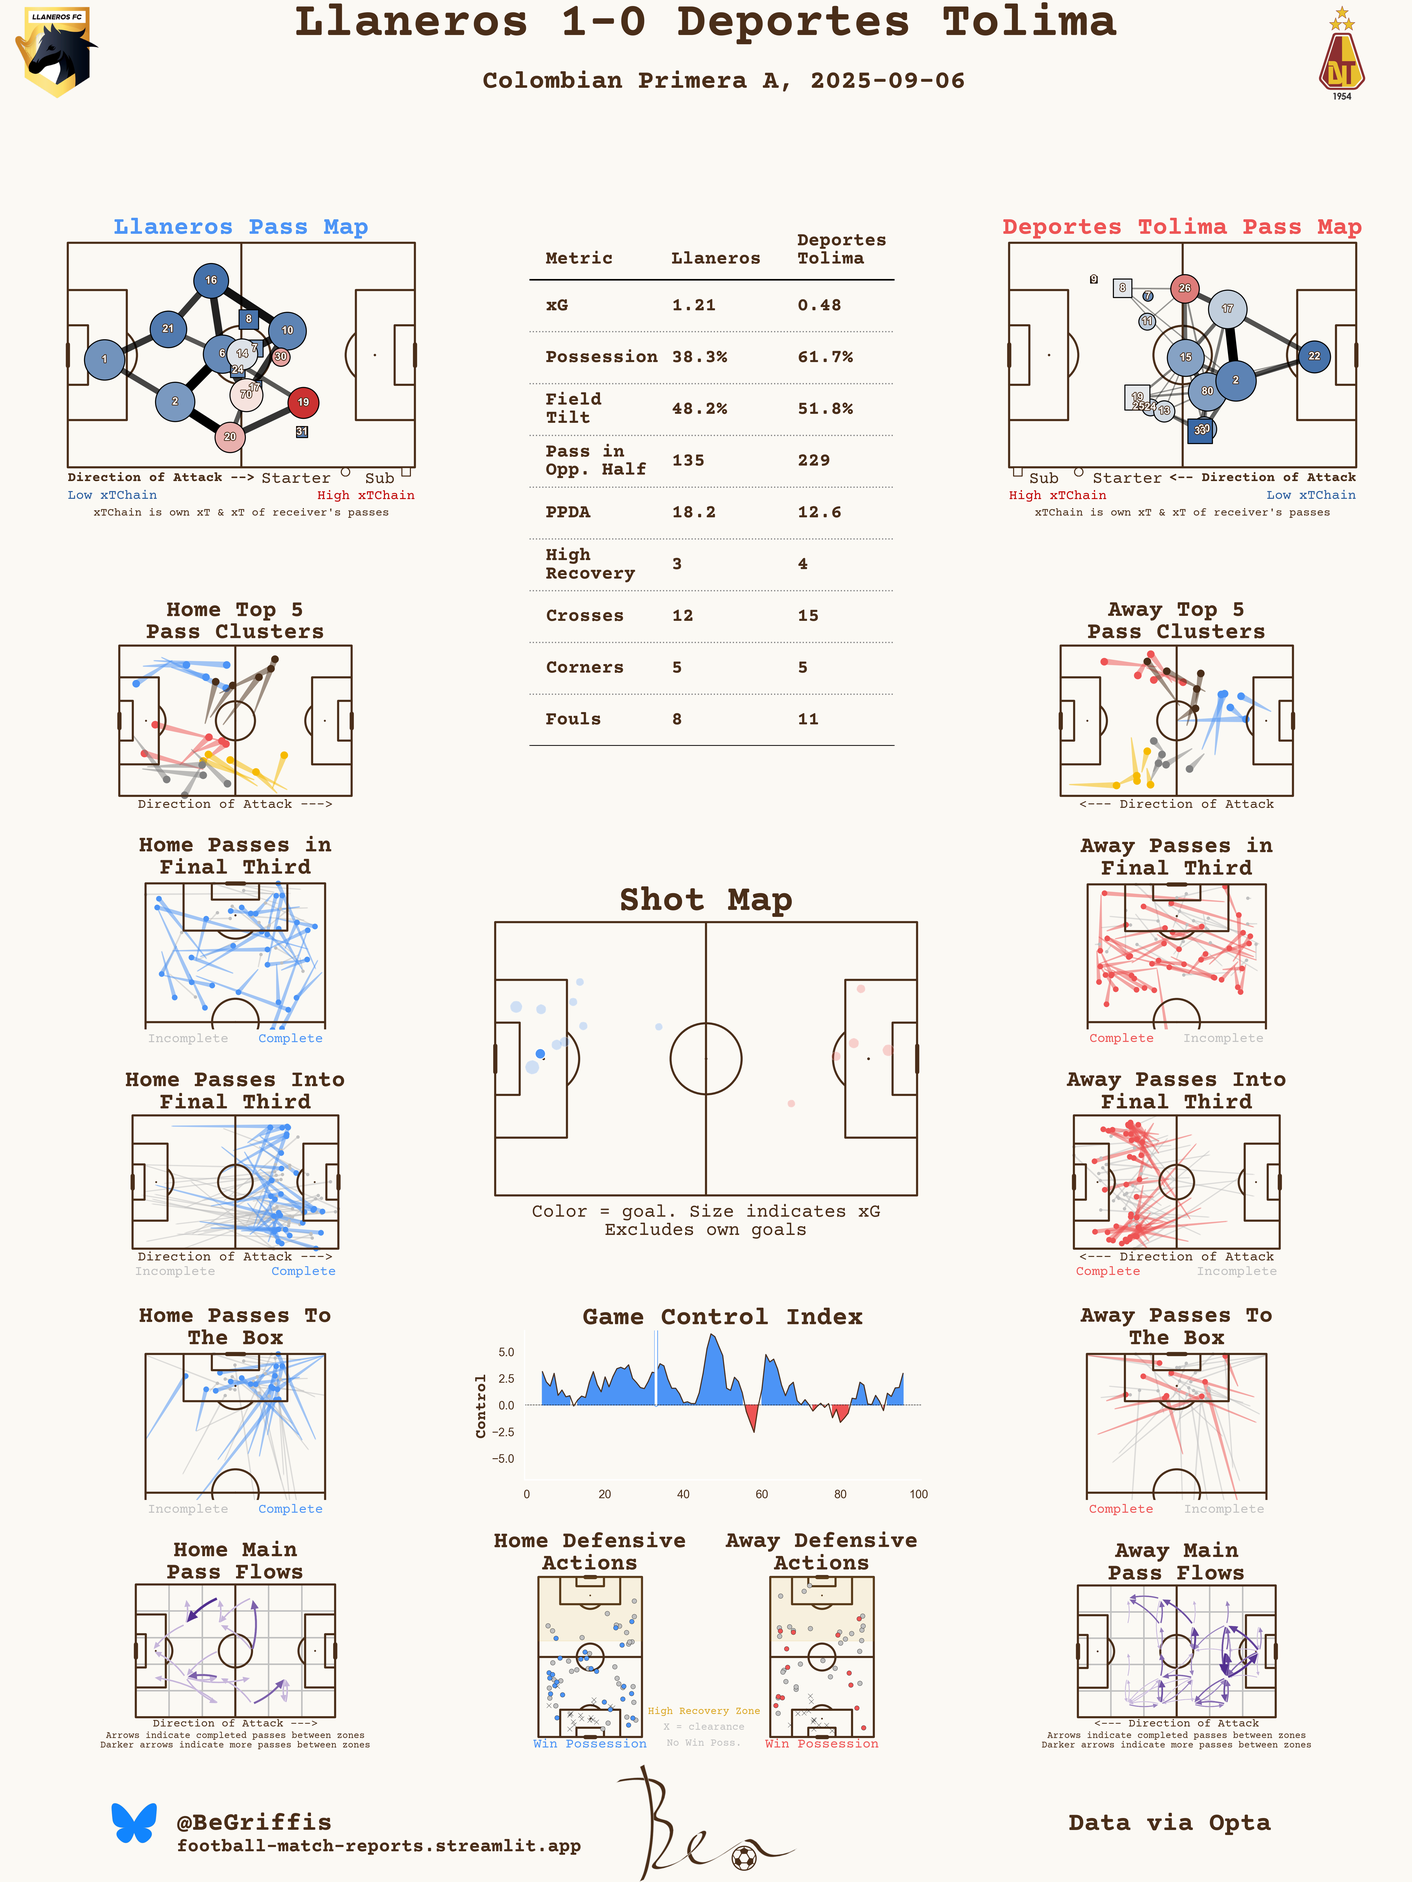 LLANEROS FC
Llaneros 1-0 Deportes Tolima
Colombian Primera A, 2025-09-06
1954
Llaneros Pass Map
16
8
10
21
1
6
14
7
30
24
17
2
70
19
20
31
Direction of Attack --> Starter Sub
Low xTChain High xTChain
xTChain is own xT & xT of receiver's passes
Metric Llaneros Deportes Tolima
xG 1.21 0.48
Possession 38.3% 61.7%
Field Tilt 48.2% 51.8%
Pass in Opp. Half 135 229
PPDA 18.2 12.6
High Recovery 3 4
Crosses 12 15
Corners 5 5
Fouls 8 11
Deportes Tolima Pass Map
9
8
7
26
11
17
15
22
2
80
19
25
24
13
33
Sub Starter <-- Direction of Attack
High xTChain Low xTChain
xTChain is own xT & xT of receiver's passes
Home Top 5
Pass Clusters
Direction of Attack --->
Away Top 5
Pass Clusters
<--- Direction of Attack
Home Passes in
Final Third
Incomplete Complete
Away Passes in
Final Third
Complete Incomplete
Shot Map
Color = goal. Size indicates xG
Excludes own goals
Home Passes Into
Final Third
Direction of Attack --->
Incomplete Complete
Away Passes Into
Final Third
<--- Direction of Attack
Complete Incomplete
Home Passes To
The Box
Incomplete Complete
Game Control Index
Control
5.0
2.5
0.0
−2.5
−5.0
0 20 40 60 80 100
Away Passes To
The Box
Complete Incomplete
Home Main
Pass Flows
Direction of Attack --->
Arrows indicate completed passes between zones
Darker arrows indicate more passes between zones
Home Defensive
Actions
Win Possession
High Recovery Zone
X = clearance
No Win Poss.
Away Defensive
Actions
Win Possession
Away Main
Pass Flows
<--- Direction of Attack
Arrows indicate completed passes between zones
Darker arrows indicate more passes between zones
@BeGriffis
football-match-reports.streamlit.app
Ben
Data via Opta